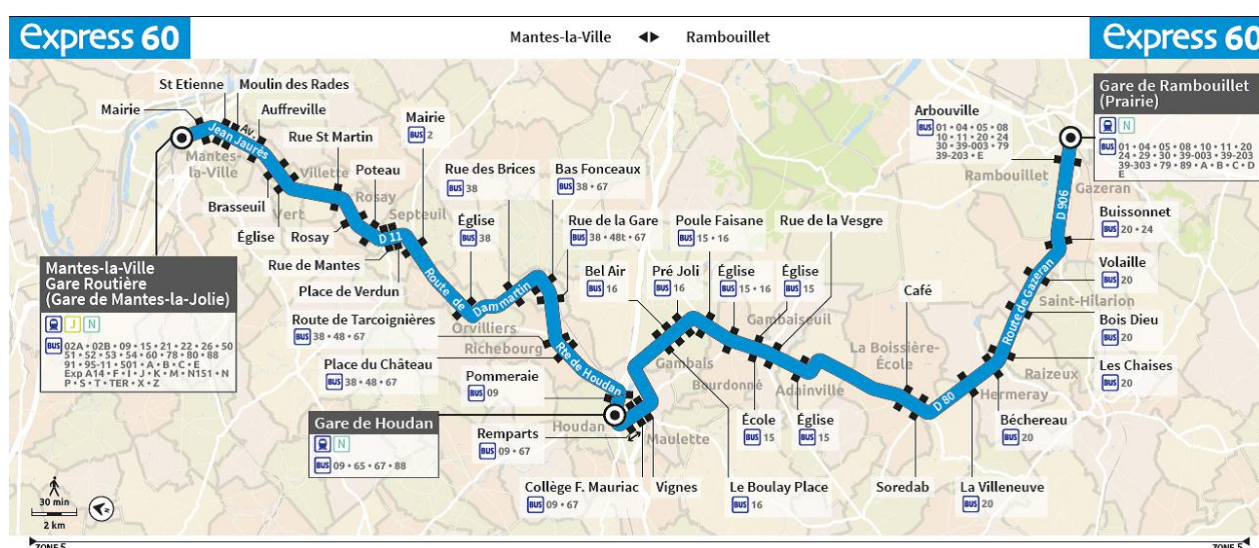 express 60
Mantes-la-Ville ◄► Rambouillet
express 60
St Etienne
Moulin des Rades
Mairie
Auffreville
Av. Jean Jaurès
Mantes-la-Ville
Rue St Martin
Mairie
BUS 2
Villette
Poteau
Rosay
Septeuil
Brasseuil
Vert
Église
Rosay
D 11
Rue de Mantes
Place de Verdun
Mantes-la-Ville
Gare Routière
(Gare de Mantes-la-Jolie)
J N
BUS 02A • 02B • 09 • 15 • 21 • 22 • 26 • 50
51 • 52 • 53 • 54 • 60 • 78 • 80 • 88
91 • 95-11 • 501 • A • B • C • E
Exp A14 • F • I • J • K • M • N151 • N
P • S • T • TER • X • Z
Rue des Brices
BUS 38
Bas Fonceaux
BUS 38 • 67
Église
BUS 38
Rue de la Gare
BUS 38 • 48t • 67
Route de Dammartin
Orvilliers
Richebourg
Route de Tarcoignières
BUS 38 • 48 • 67
Place du Château
BUS 38 • 48 • 67
Rte de Houdan
Pommeraie
BUS 09
Houdan
Gare de Houdan
N
BUS 09 • 65 • 67 • 88
Remparts
BUS 09 • 67
Maulette
Collège F. Mauriac
BUS 09 • 67
Vignes
Bel Air
BUS 16
Pré Joli
BUS 16
Poule Faisane
BUS 15 • 16
Rue de la Vesgre
Église
BUS 15 • 16
Église
BUS 15
Gambaiseuil
Gambais
Bourdonné
Adainville
Le Boulay Place
BUS 16
École
BUS 15
Église
BUS 15
Café
La Boissière-École
Soredab
D 80
La Villeneuve
BUS 20
Hermeray
Béchereau
BUS 20
Raizeux
Les Chaises
BUS 20
Bois Dieu
BUS 20
Saint-Hilarion
Volaille
BUS 20
Route de Gazeran
Buissonnet
BUS 20 • 24
Gazeran
D 906
Rambouillet
Arbouville
BUS 01 • 04 • 05 • 08
10 • 11 • 20 • 24
30 • 39-003 • 79
39-203 • E
Gare de Rambouillet
(Prairie)
N
BUS 01 • 04 • 05 • 08 • 10 • 11 • 20
24 • 29 • 30 • 39-003 • 39-203
39-303 • 79 • 89 • A • B • C • D
E
30 min
2 km
ZONE 5
ZONE 5